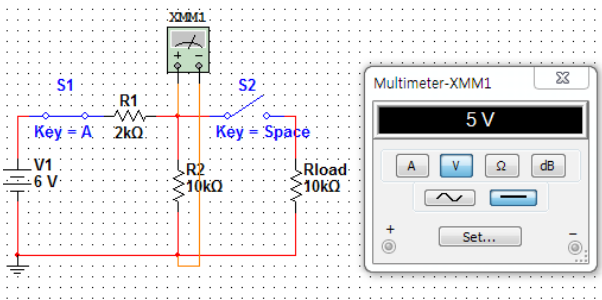 XMM1
+ −
S1
Key = A
R1
2kΩ
S2
Key = Space
V1
6 V
R2
10kΩ
Rload
10kΩ
Multimeter-XMM1
5 V
A V Ω dB
Set...
+ −